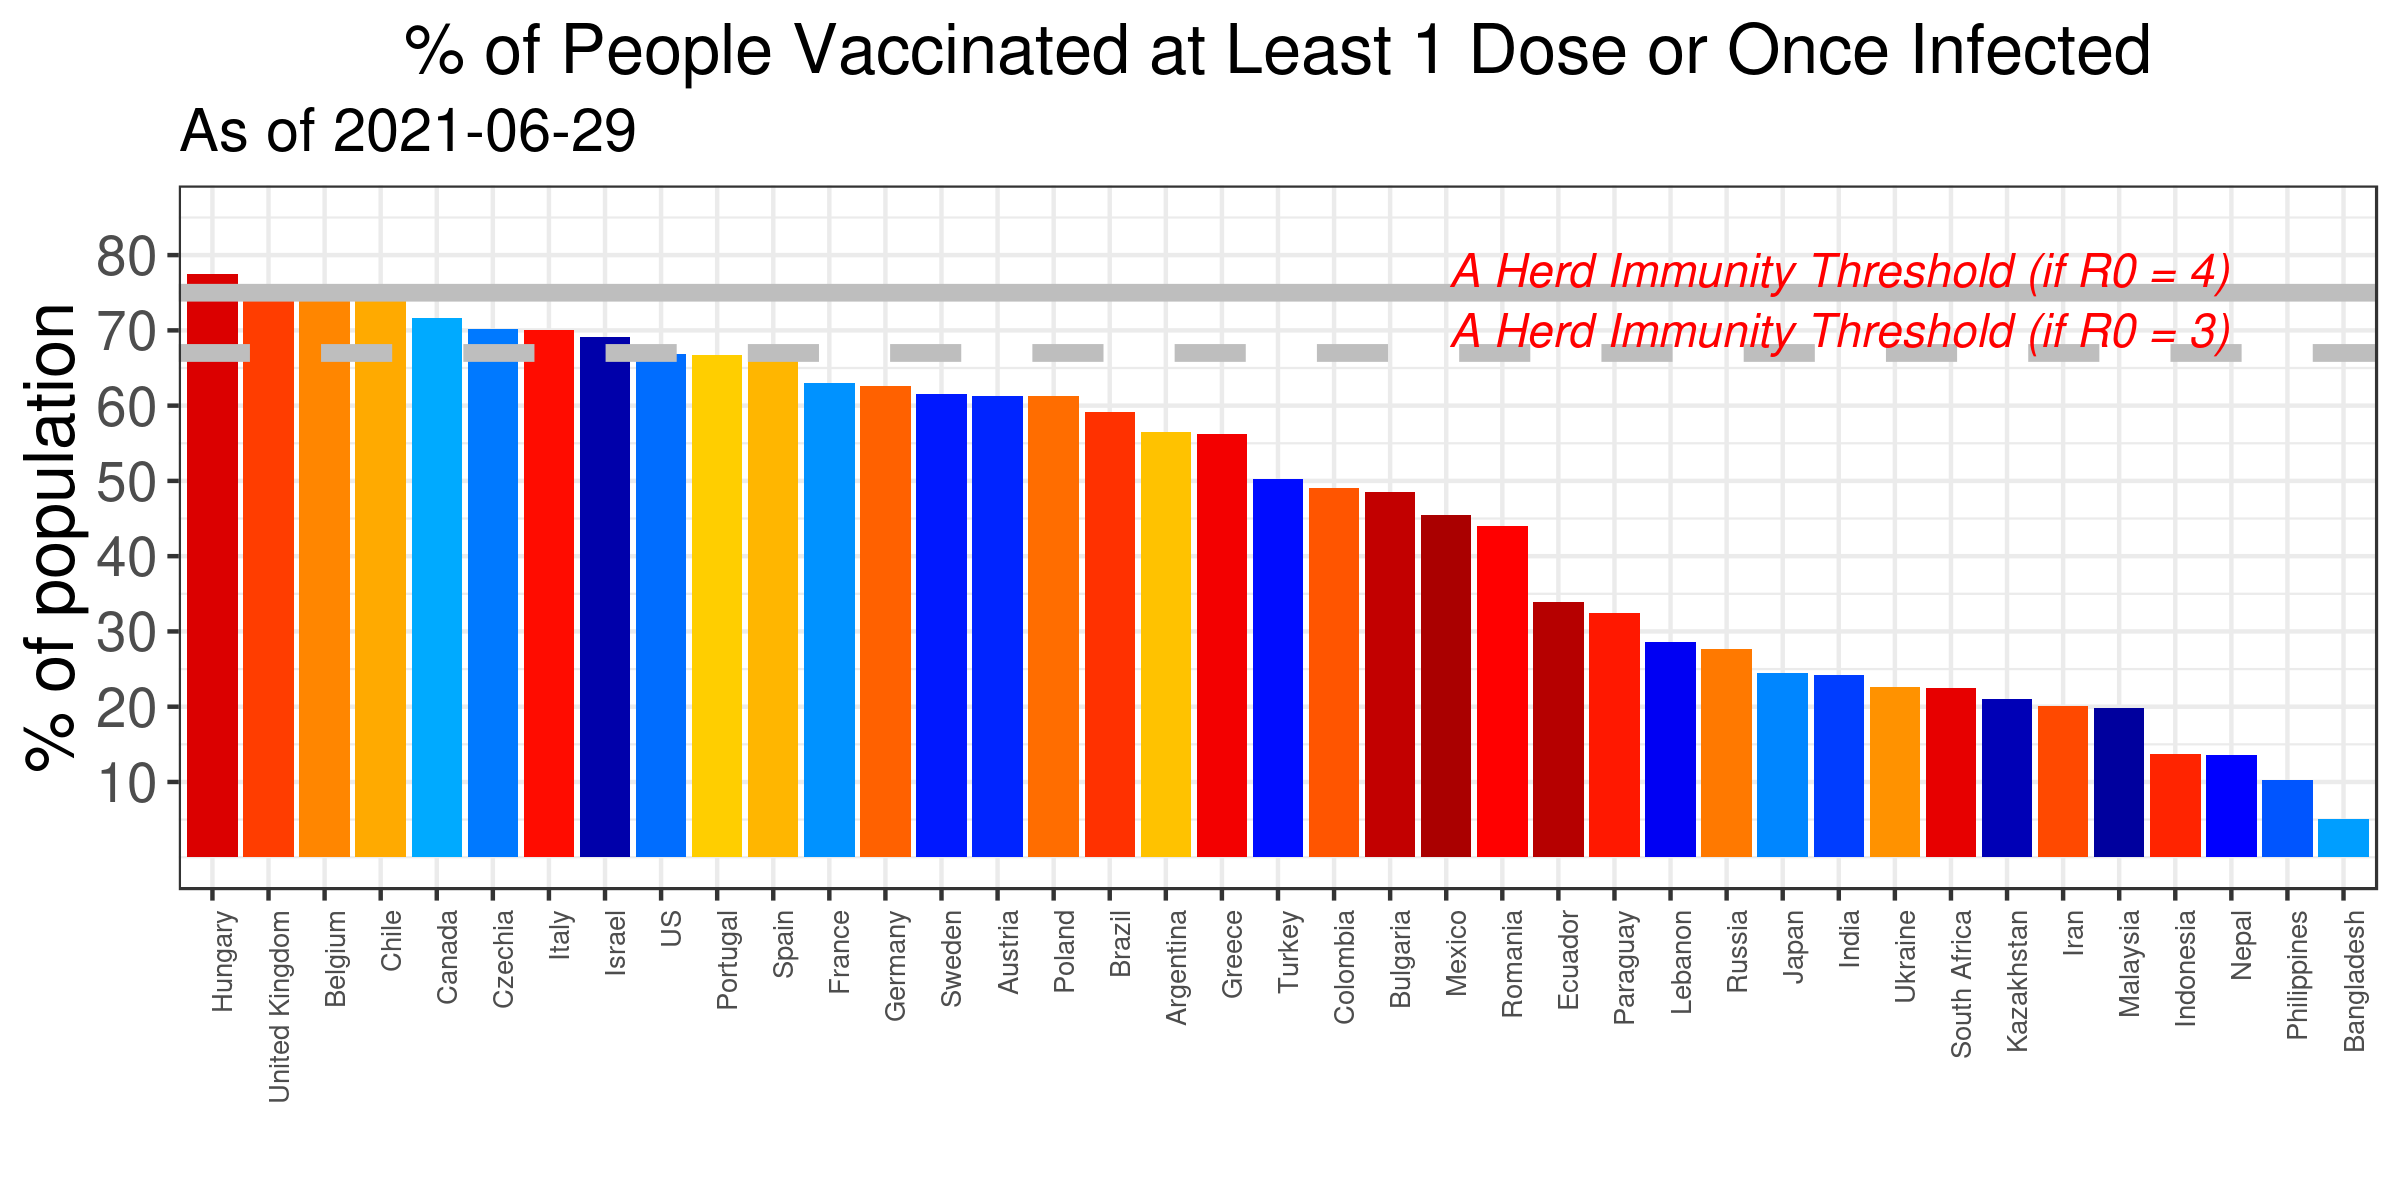 % of People Vaccinated at Least 1 Dose or Once Infected
As of 2021-06-29
% of population
80
70
60
50
40
30
20
10
A Herd Immunity Threshold (if R0 = 4)
A Herd Immunity Threshold (if R0 = 3)
Hungary
United Kingdom
Belgium
Chile
Canada
Czechia
Italy
Israel
US
Portugal
Spain
France
Germany
Sweden
Austria
Poland
Brazil
Argentina
Greece
Turkey
Colombia
Bulgaria
Mexico
Romania
Ecuador
Paraguay
Lebanon
Russia
Japan
India
Ukraine
South Africa
Kazakhstan
Iran
Malaysia
Indonesia
Nepal
Philippines
Bangladesh